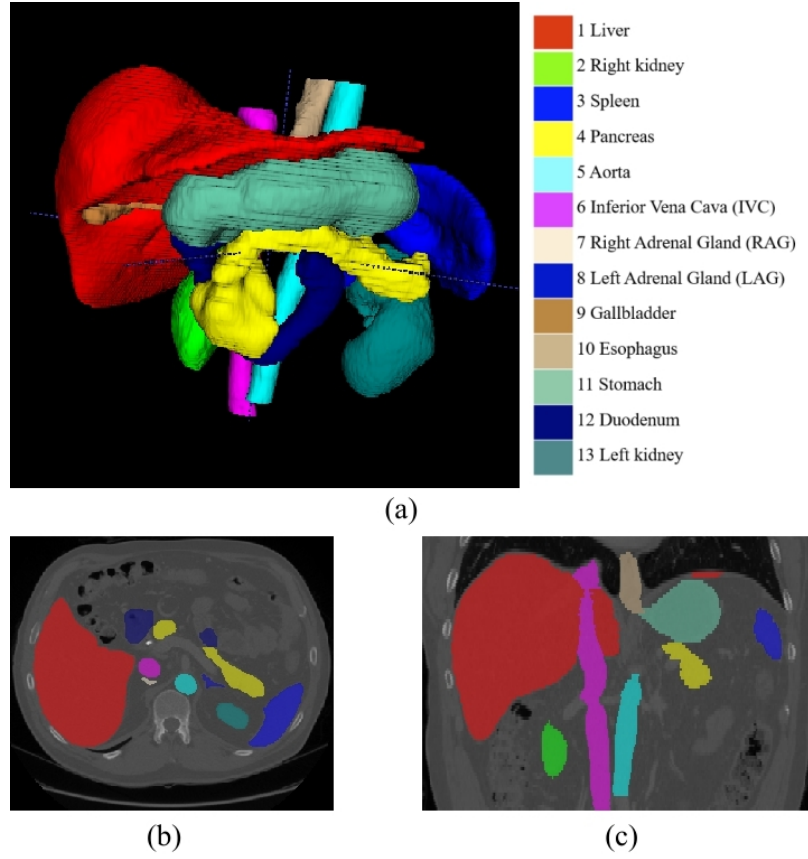 1 Liver
2 Right kidney
3 Spleen
4 Pancreas
5 Aorta
6 Inferior Vena Cava (IVC)
7 Right Adrenal Gland (RAG)
8 Left Adrenal Gland (LAG)
9 Gallbladder
10 Esophagus
11 Stomach
12 Duodenum
13 Left kidney
(a)
(b)
(c)